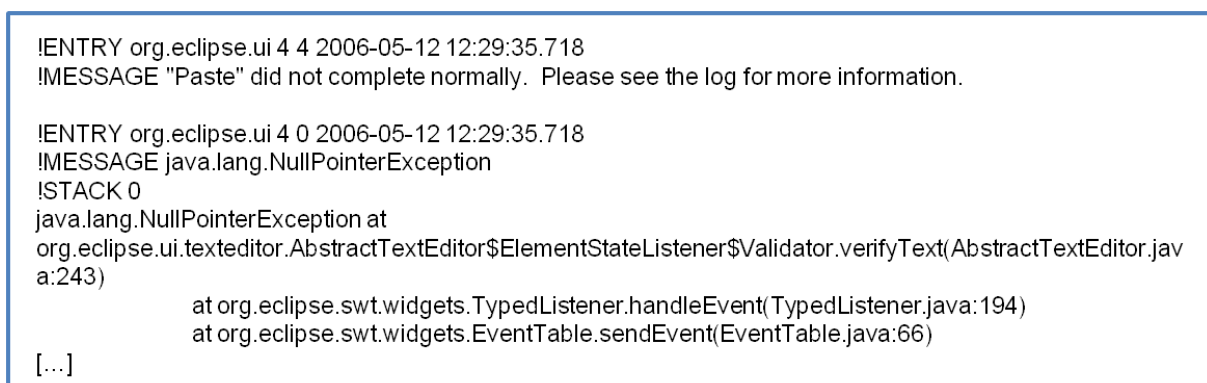 !ENTRY org.eclipse.ui 4 4 2006-05-12 12:29:35.718
!MESSAGE "Paste" did not complete normally.  Please see the log for more information.

!ENTRY org.eclipse.ui 4 0 2006-05-12 12:29:35.718
!MESSAGE java.lang.NullPointerException
!STACK 0
java.lang.NullPointerException at
org.eclipse.ui.texteditor.AbstractTextEditor$ElementStateListener$Validator.verifyText(AbstractTextEditor.jav
a:243)
at org.eclipse.swt.widgets.TypedListener.handleEvent(TypedListener.java:194)
at org.eclipse.swt.widgets.EventTable.sendEvent(EventTable.java:66)
[…]